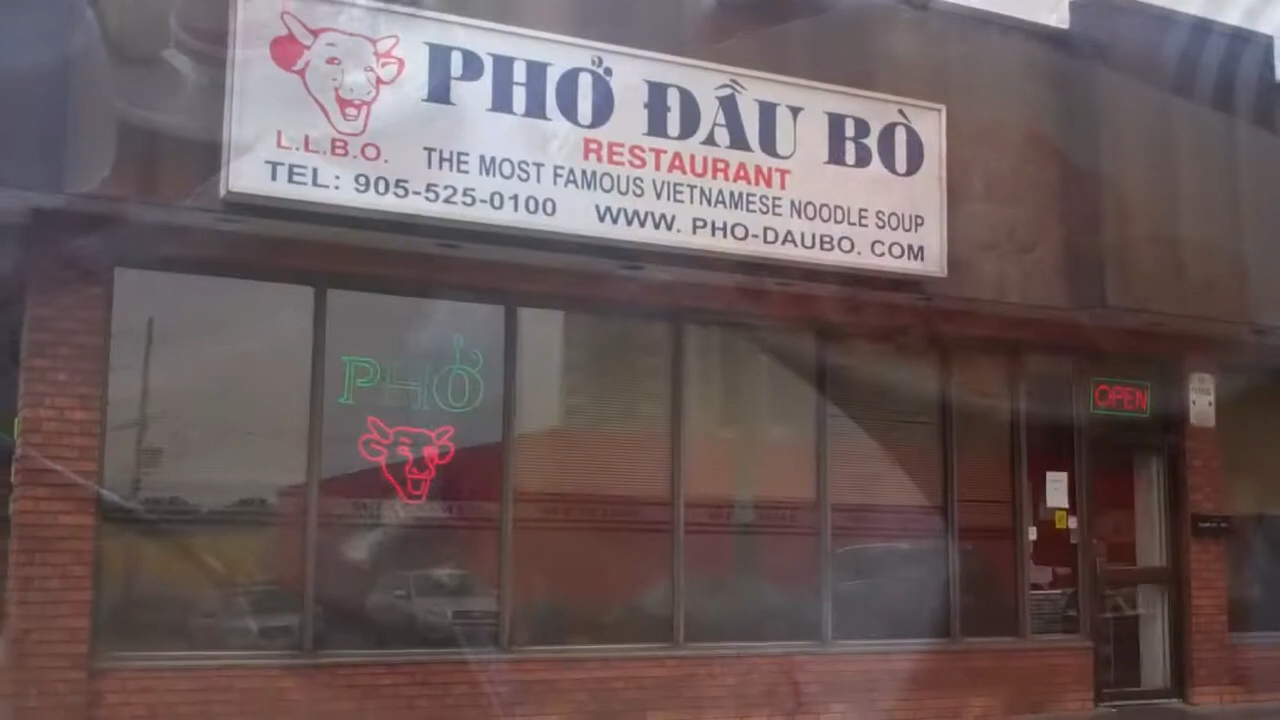 PHỞ ĐẦU BÒ
RESTAURANT
L.L.B.O.
THE MOST FAMOUS VIETNAMESE NOODLE SOUP
TEL: 905-525-0100
WWW. PHO-DAUBO. COM
PHỞ
OPEN